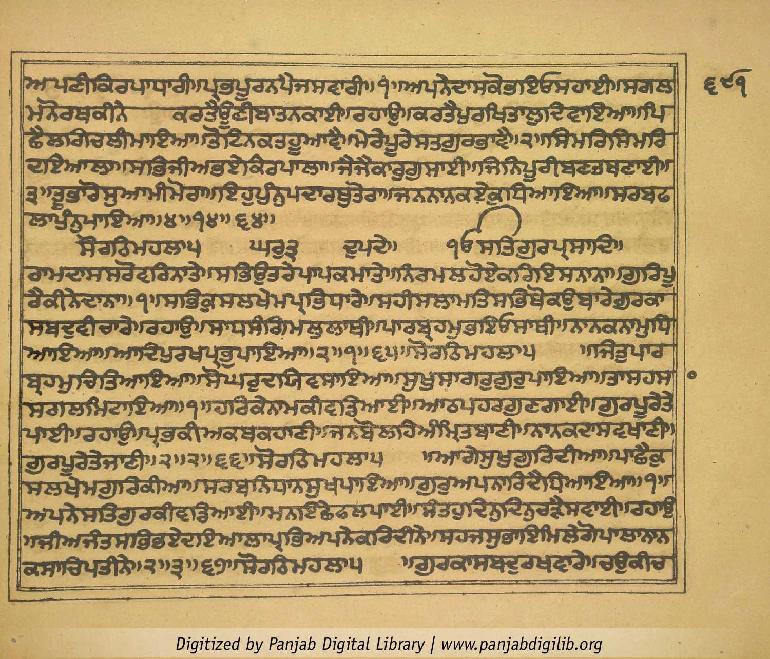 ੬੯੧
ਅਪਣੀਕਿਰਪਾਧਾਰੀ॥ਪ੍ਰਭਪੂਰਨਪੈਜਸਵਾਰੀ॥੧॥ਅਪਨੇਦਾਸਕੋਭਇਓਸਹਾਈ॥ਸਗਲ
ਮਨੋਰਥਕੀਨੇ ਕਰਤੈਊਣੀਬਾਤਨਕਾਈ॥ਰਹਾਉ॥ਕਰਤੈਪੁਰਖਿਤਾਲੁਦਿਵਾਇਆ॥ਪਿ
ਛੈਲਗਿਚਲੀਮਾਇਆ॥ਤੋਟਿਨਕਤਹੂਆਵੈ॥ਮੇਰੇਪੂਰੇਸਤਗੁਰਭਾਵੈ॥੨॥ਸਿਮਰਿਸਿਮਰਿ
ਦਇਆਲਾ॥ਸਭਿਜੀਅਭਏਕਿਰਪਾਲਾ॥ਜੈਜੈਕਾਰੁਗੁਸਾਈ॥ਜਿਨਿਪੂਰੀਬਣਤਬਣਾਈ॥
੩॥ਤੂਭਾਰੋਸੁਆਮੀਮੋਰਾ॥ਇਹੁਪੁੰਨੁਪਦਾਰਥੁਤੇਰਾ॥ਜਨਨਾਨਕਏਕੁਧਿਆਇਆ॥ਸਰਬਫ
ਲਾਪੁੰਨੁਪਾਇਆ॥੪॥੧੪॥੬੪॥
ਸੋਰਠਿਮਹਲਾ੫ ਘਰੁ੩ ਦੁਪਦੇ॥ ੧ਓੁਸਤਿਗੁਰਪ੍ਰਸਾਦਿ॥
ਰਾਮਦਾਸਸਰੋਵਰਿਨਾਤੇ॥ਸਭਿਉਤਰੇਪਾਪਕਮਾਤੇ॥ਨਿਰਮਲਹੋਏਕਰਿਇਸਨਾਨਾ॥ਗੁਰਿਪੂ
ਰੈਕੀਨੇਦਾਨਾ॥੧॥ਸਭਿਕੁਸਲਖੇਮਪ੍ਰਭਿਧਾਰੇ॥ਸਹੀਸਲਾਮਤਿਸਭਿਥੋਕਉਬਾਰੇਗੁਰਕਾ
ਸਬਦੁਵੀਚਾਰੇ॥ਰਹਾਉ॥ਸਾਧਸੰਗਿਮਲੁਲਾਥੀ॥ਪਾਰਬ੍ਰਹਮੁਭਇਓਸਾਥੀ॥ਨਾਨਕਨਾਮੁਧਿ
ਆਇਆ॥ਆਦਿਪੁਰਖਪ੍ਰਭੁਪਾਇਆ॥੨॥੧॥੬੫॥ਸੋਰਠਿਮਹਲਾ੫ ॥ਜਿਤੁਪਾਰ
ਬ੍ਰਹਮੁਚਿਤਿਆਇਆ॥ਸੋਘਰੁਦਯਿਵਸਾਇਆ॥ਸੁਖਸਾਗਰੁਗੁਰੁਪਾਇਆ॥ਤਾਸਹਸਾ
ਸਗਲਮਿਟਾਇਆ॥੧॥ਹਰਿਕੇਨਾਮਕੀਵਡਿਆਈ॥ਆਠਪਹਰਗੁਣਗਾਈ॥ਗੁਰਪੂਰੇਤੇ
ਪਾਈ॥ਰਹਾਉ॥ਪ੍ਰਭਕੀਅਕਥਕਹਾਣੀ॥ਜਨਬੋਲਹਿਅੰਮ੍ਰਿਤਬਾਣੀ॥ਨਾਨਕਦਾਸਵਖਾਣੀ॥
ਗੁਰਪੂਰੇਤੇਜਾਣੀ॥੨॥੨॥੬੬॥ਸੋਰਠਿਮਹਲਾ੫ ॥ਆਗੈਸੁਖੁਗੁਰਿਦੀਆ॥ਪਾਛੈਕੁ
ਸਲਖੇਮਗੁਰਿਕੀਆ॥ਸਰਬਨਿਧਾਨਸੁਖਪਾਇਆ॥ਗੁਰੁਅਪਨਾਰਿਦੈਧਿਆਇਆ॥੧॥
ਅਪਨੇਸਤਿਗੁਰਕੀਵਡਿਆਈ॥ਮਨਇਛੇਫਲਪਾਈ॥ਸੰਤਹੁਦਿਨੁਦਿਨੁਚੜੈਸਵਾਈ॥ਰਹਾਉ
॥ਜੀਅਜੰਤਸਭਿਭਏਦਇਆਲਾਪ੍ਰਭਿਅਪਨੇਕਰਿਦੀਨੇ॥ਸਹਜਸੁਭਾਇਮਿਲੇਗੋਪਾਲਾਨਾਨ
ਕਸਾਚਿਪਤੀਨੇ॥੨॥੩॥੬੭॥ਸੋਰਠਿਮਹਲਾ੫ ॥ਗੁਰਕਾਸਬਦੁਰਖਵਾਰੇ॥ਚਉਕੀਚ
Digitized by Panjab Digital Library | www.panjabdigilib.org